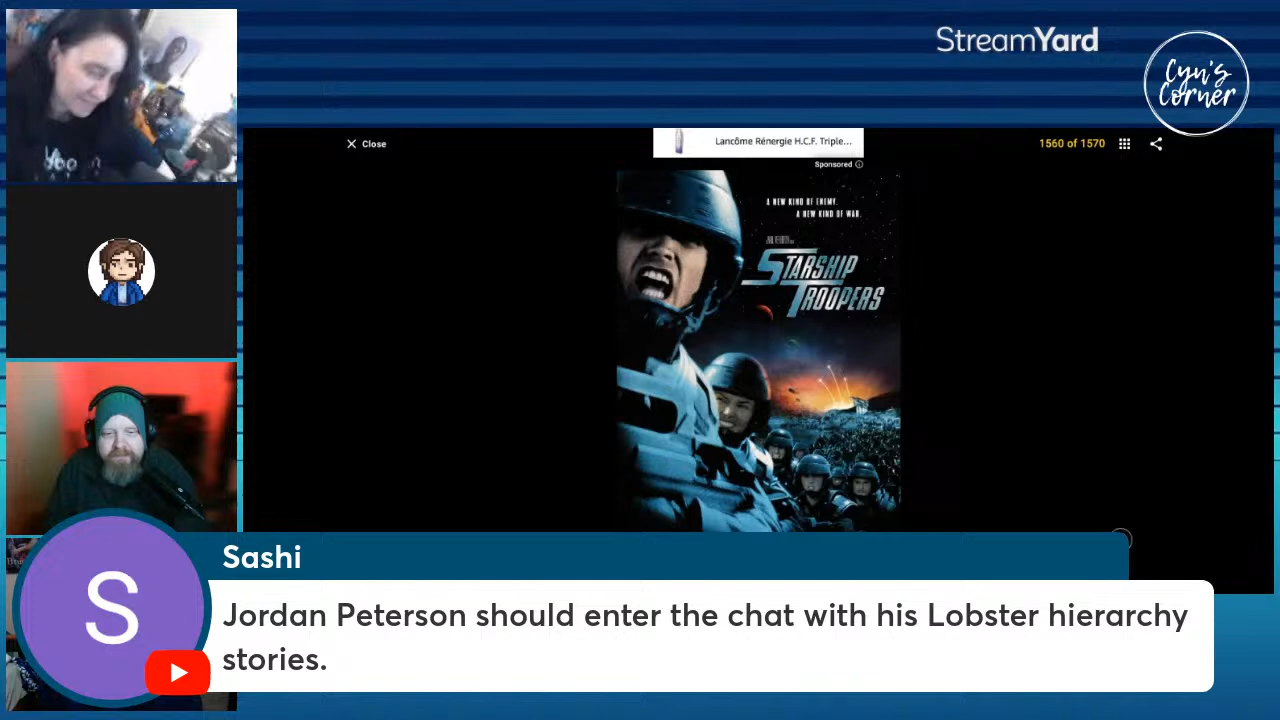 StreamYard
Cyn's
Corner
Close
Lancôme Rénergie H.C.F. Triple...
Sponsored
1560 of 1570
A NEW KIND OF ENEMY.
A NEW KIND OF WAR.
STARSHIP
TROOPERS
S
Sashi
Jordan Peterson should enter the chat with his Lobster hierarchy
stories.